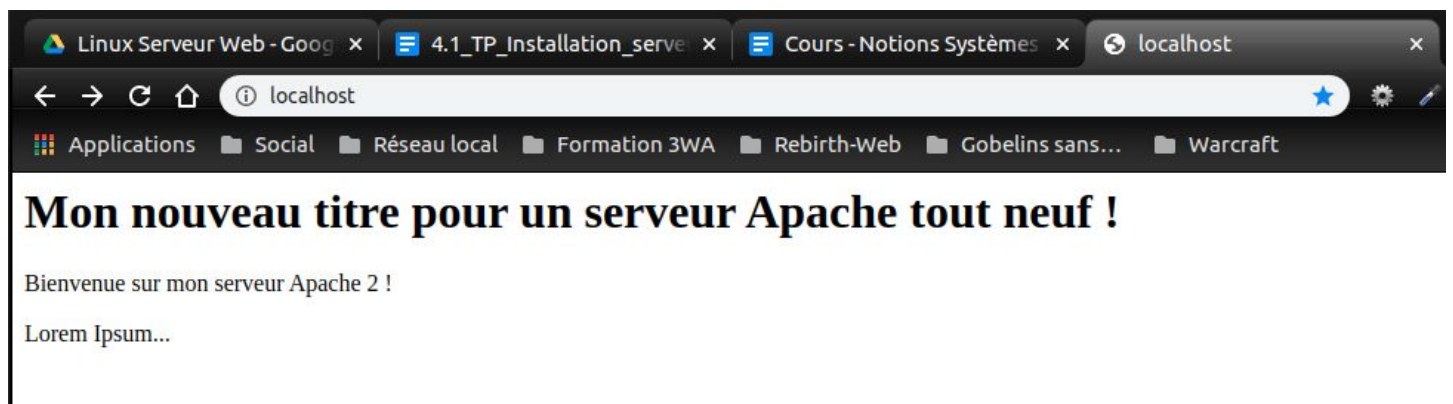 Linux Serveur Web - Goog
4.1_TP_Installation_serve
Cours - Notions Systèmes
localhost
localhost
Applications Social Réseau local Formation 3WA Rebirth-Web Gobelins sans... Warcraft
Mon nouveau titre pour un serveur Apache tout neuf !
Bienvenue sur mon serveur Apache 2 !
Lorem Ipsum...